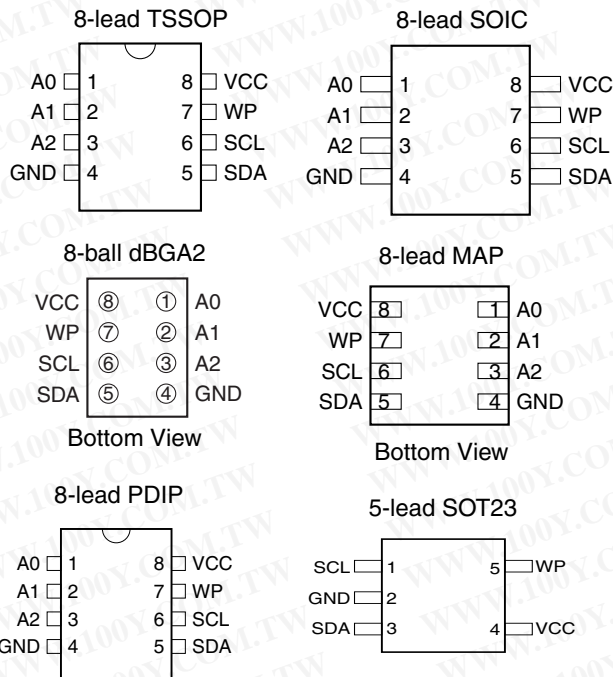 8-lead TSSOP
A0 1 8 VCC
A1 2 7 WP
A2 3 6 SCL
GND 4 5 SDA
8-lead SOIC
A0 1 8 VCC
A1 2 7 WP
A2 3 6 SCL
GND 4 5 SDA
8-ball dBGA2
VCC 8 1 A0
WP 7 2 A1
SCL 6 3 A2
SDA 5 4 GND
Bottom View
8-lead MAP
VCC 8 1 A0
WP 7 2 A1
SCL 6 3 A2
SDA 5 4 GND
Bottom View
8-lead PDIP
A0 1 8 VCC
A1 2 7 WP
A2 3 6 SCL
GND 4 5 SDA
5-lead SOT23
SCL 1 5 WP
GND 2
SDA 3 4 VCC
WWW.100Y.COM.TW